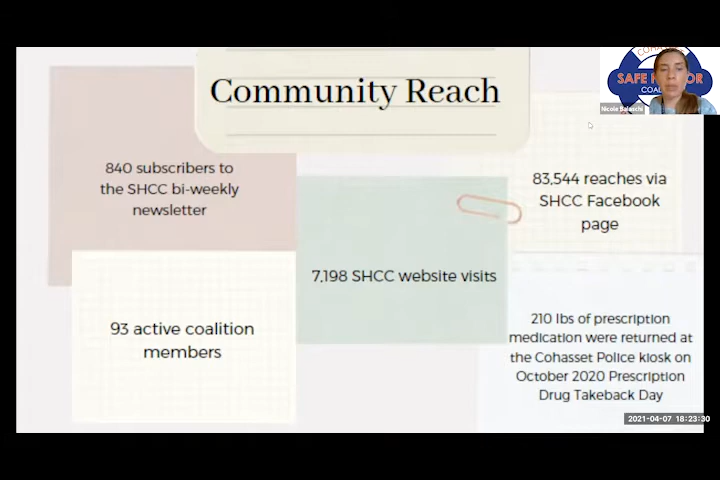 Community Reach
840 subscribers to
the SHCC bi-weekly
newsletter
83,544 reaches via
SHCC Facebook
page
7,198 SHCC website visits
93 active coalition
members
210 lbs of prescription
medication were returned at
the Cohasset Police kiosk on
October 2020 Prescription
Drug Takeback Day
SAFE
Nicole
2021-04-07 18:23:30